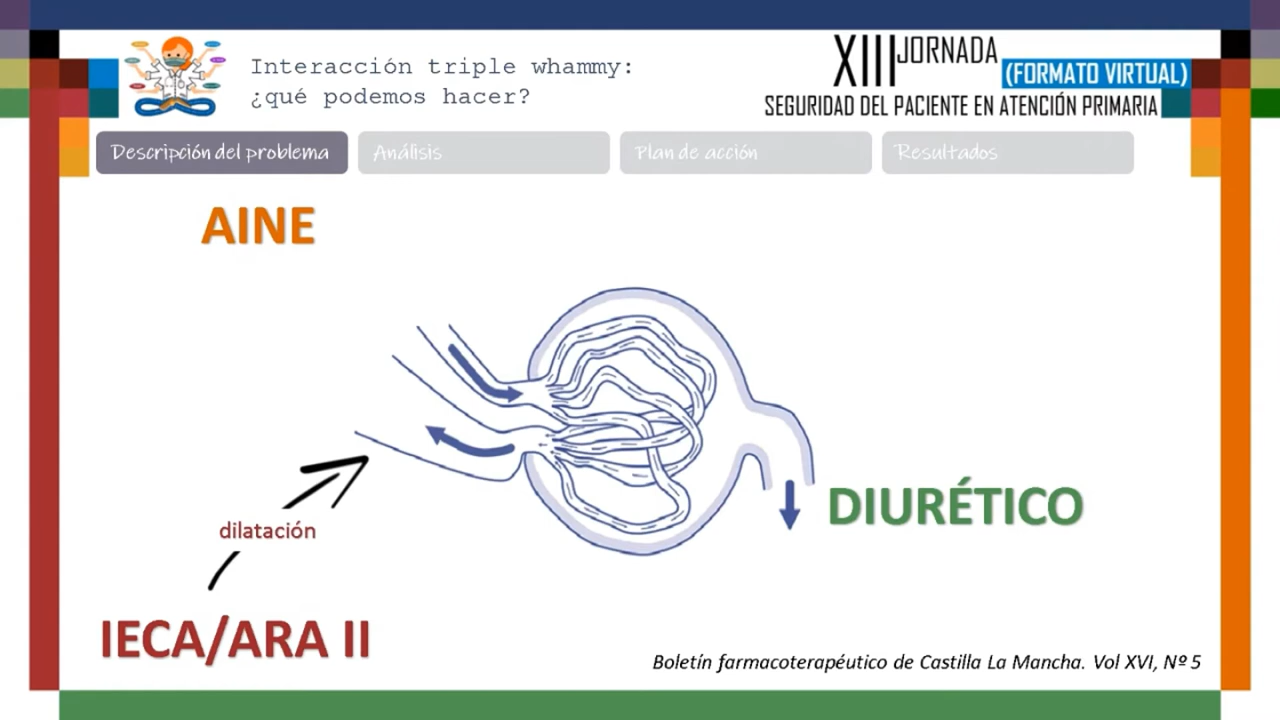 Interacción triple whammy:
¿qué podemos hacer?
XIII JORNADA
(FORMATO VIRTUAL)
SEGURIDAD DEL PACIENTE EN ATENCIÓN PRIMARIA
Descripción del problema
Análisis
Plan de acción
Resultados
AINE
DIURÉTICO
dilatación
IECA/ARA II
Boletín farmacoterapéutico de Castilla La Mancha. Vol XVI, Nº 5